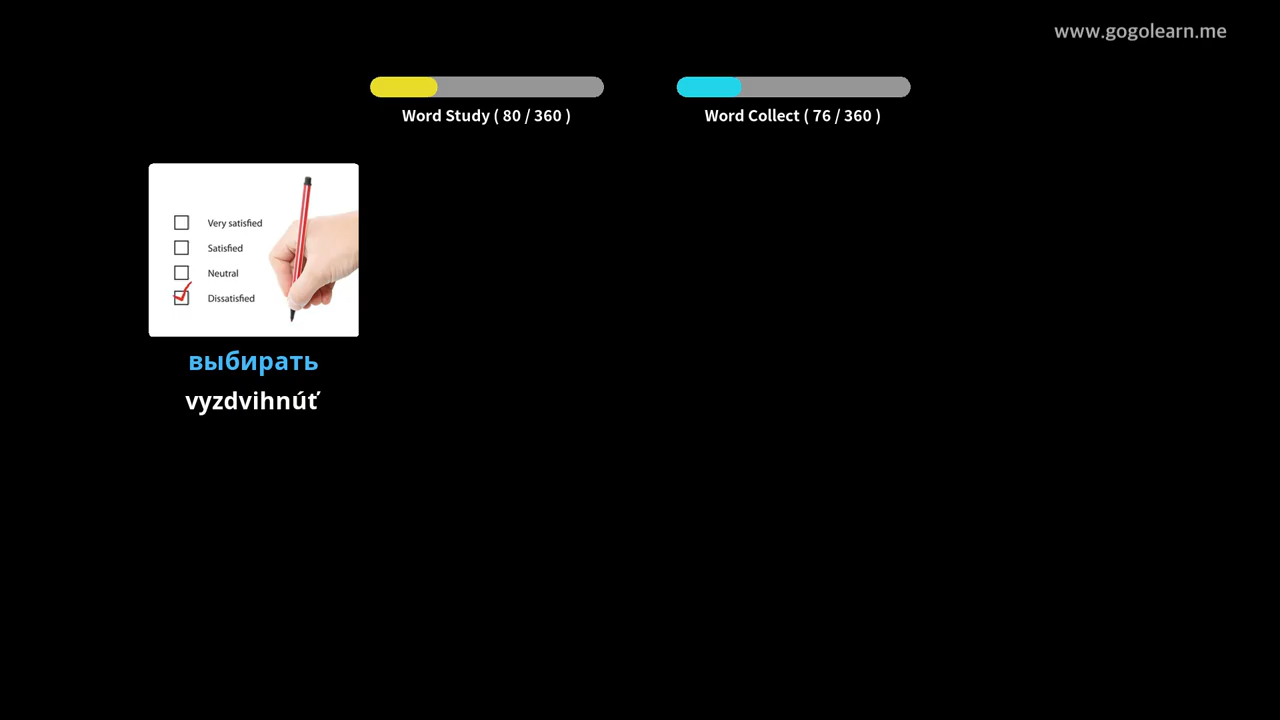 www.gogolearn.me
Word Study ( 80 / 360 )
Word Collect ( 76 / 360 )
Very satisfied
Satisfied
Neutral
Dissatisfied
выбирать
vyzdvihnúť